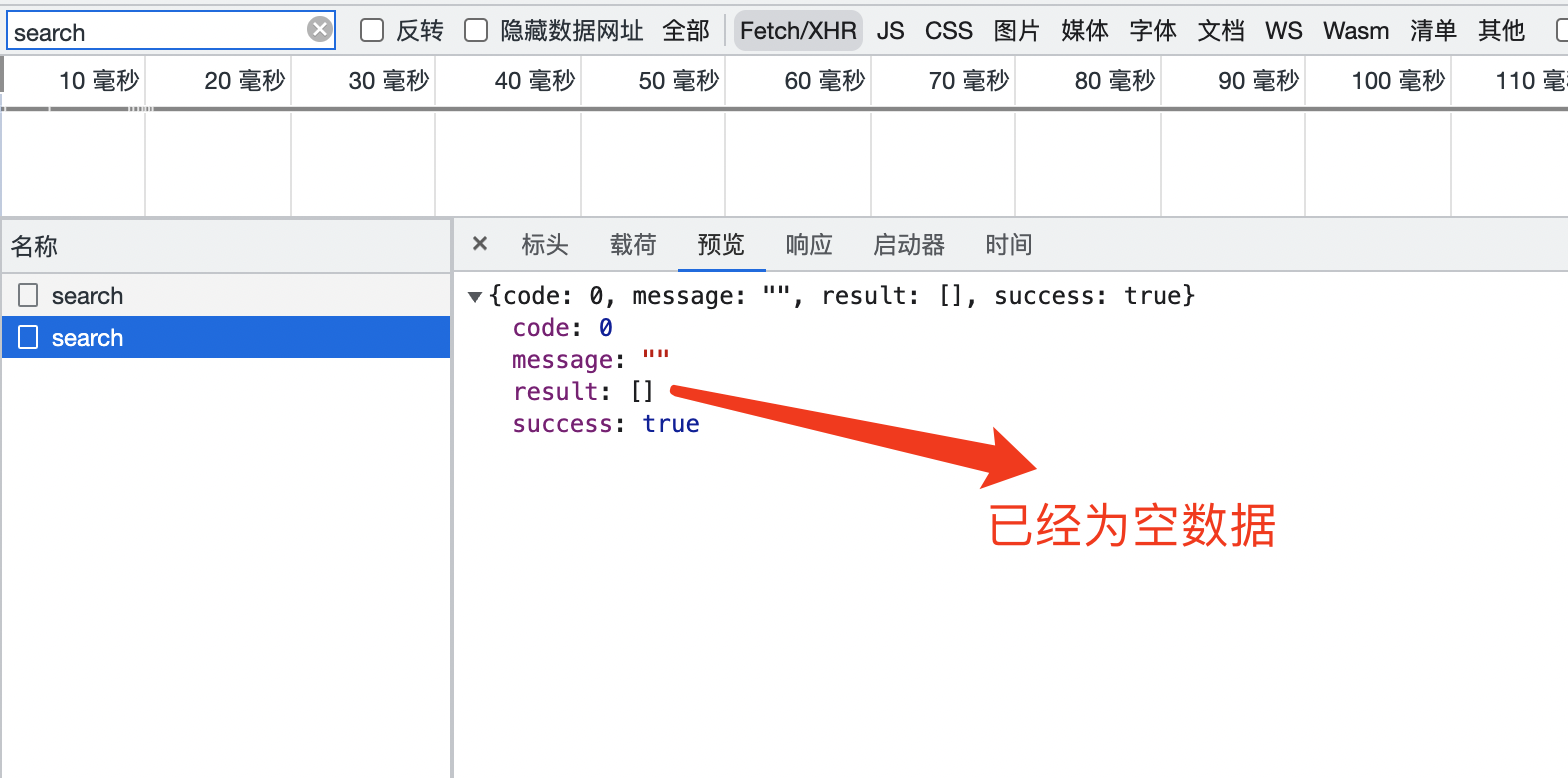 search 反转 隐藏数据网址 全部 Fetch/XHR JS CSS 图片 媒体 字体 文档 WS Wasm 清单 其他
10 毫秒 20 毫秒 30 毫秒 40 毫秒 50 毫秒 60 毫秒 70 毫秒 80 毫秒 90 毫秒 100 毫秒 110 毫
名称 × 标头 载荷 预览 响应 启动器 时间
search
search
{code: 0, message: "", result: [], success: true}
code: 0
message: ""
result: []
success: true
已经为空数据